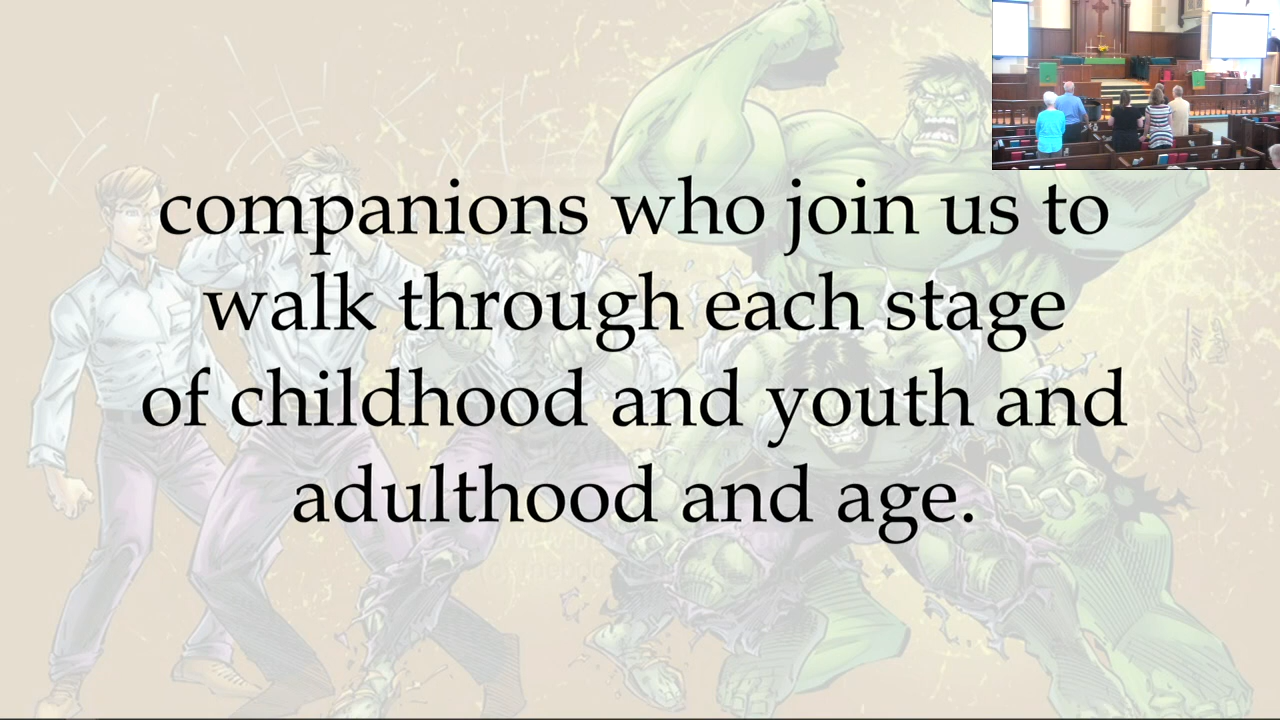 companions who join us to
walk through each stage
of childhood and youth and
adulthood and age.